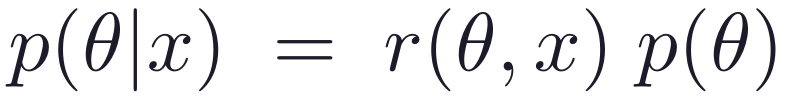 p(θ|x) = r(θ, x) p(θ)